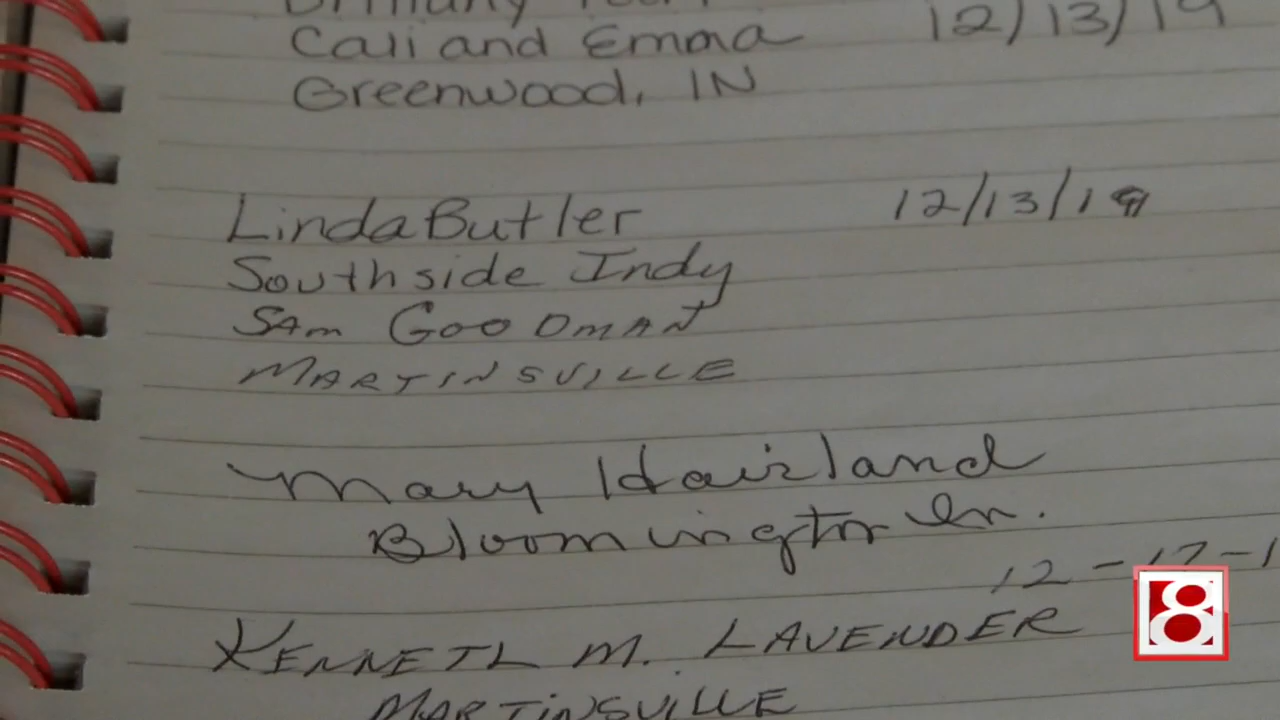 Cali and Emma 12/13/19
Greenwood, IN
Linda Butler 12/13/19
Southside Indy
Sam Goodman
MARTINSVILLE
Mary Hairland
Bloomington In.
12-17-1
KENNETH M. LAVENDER
MARTINSVILLE
8